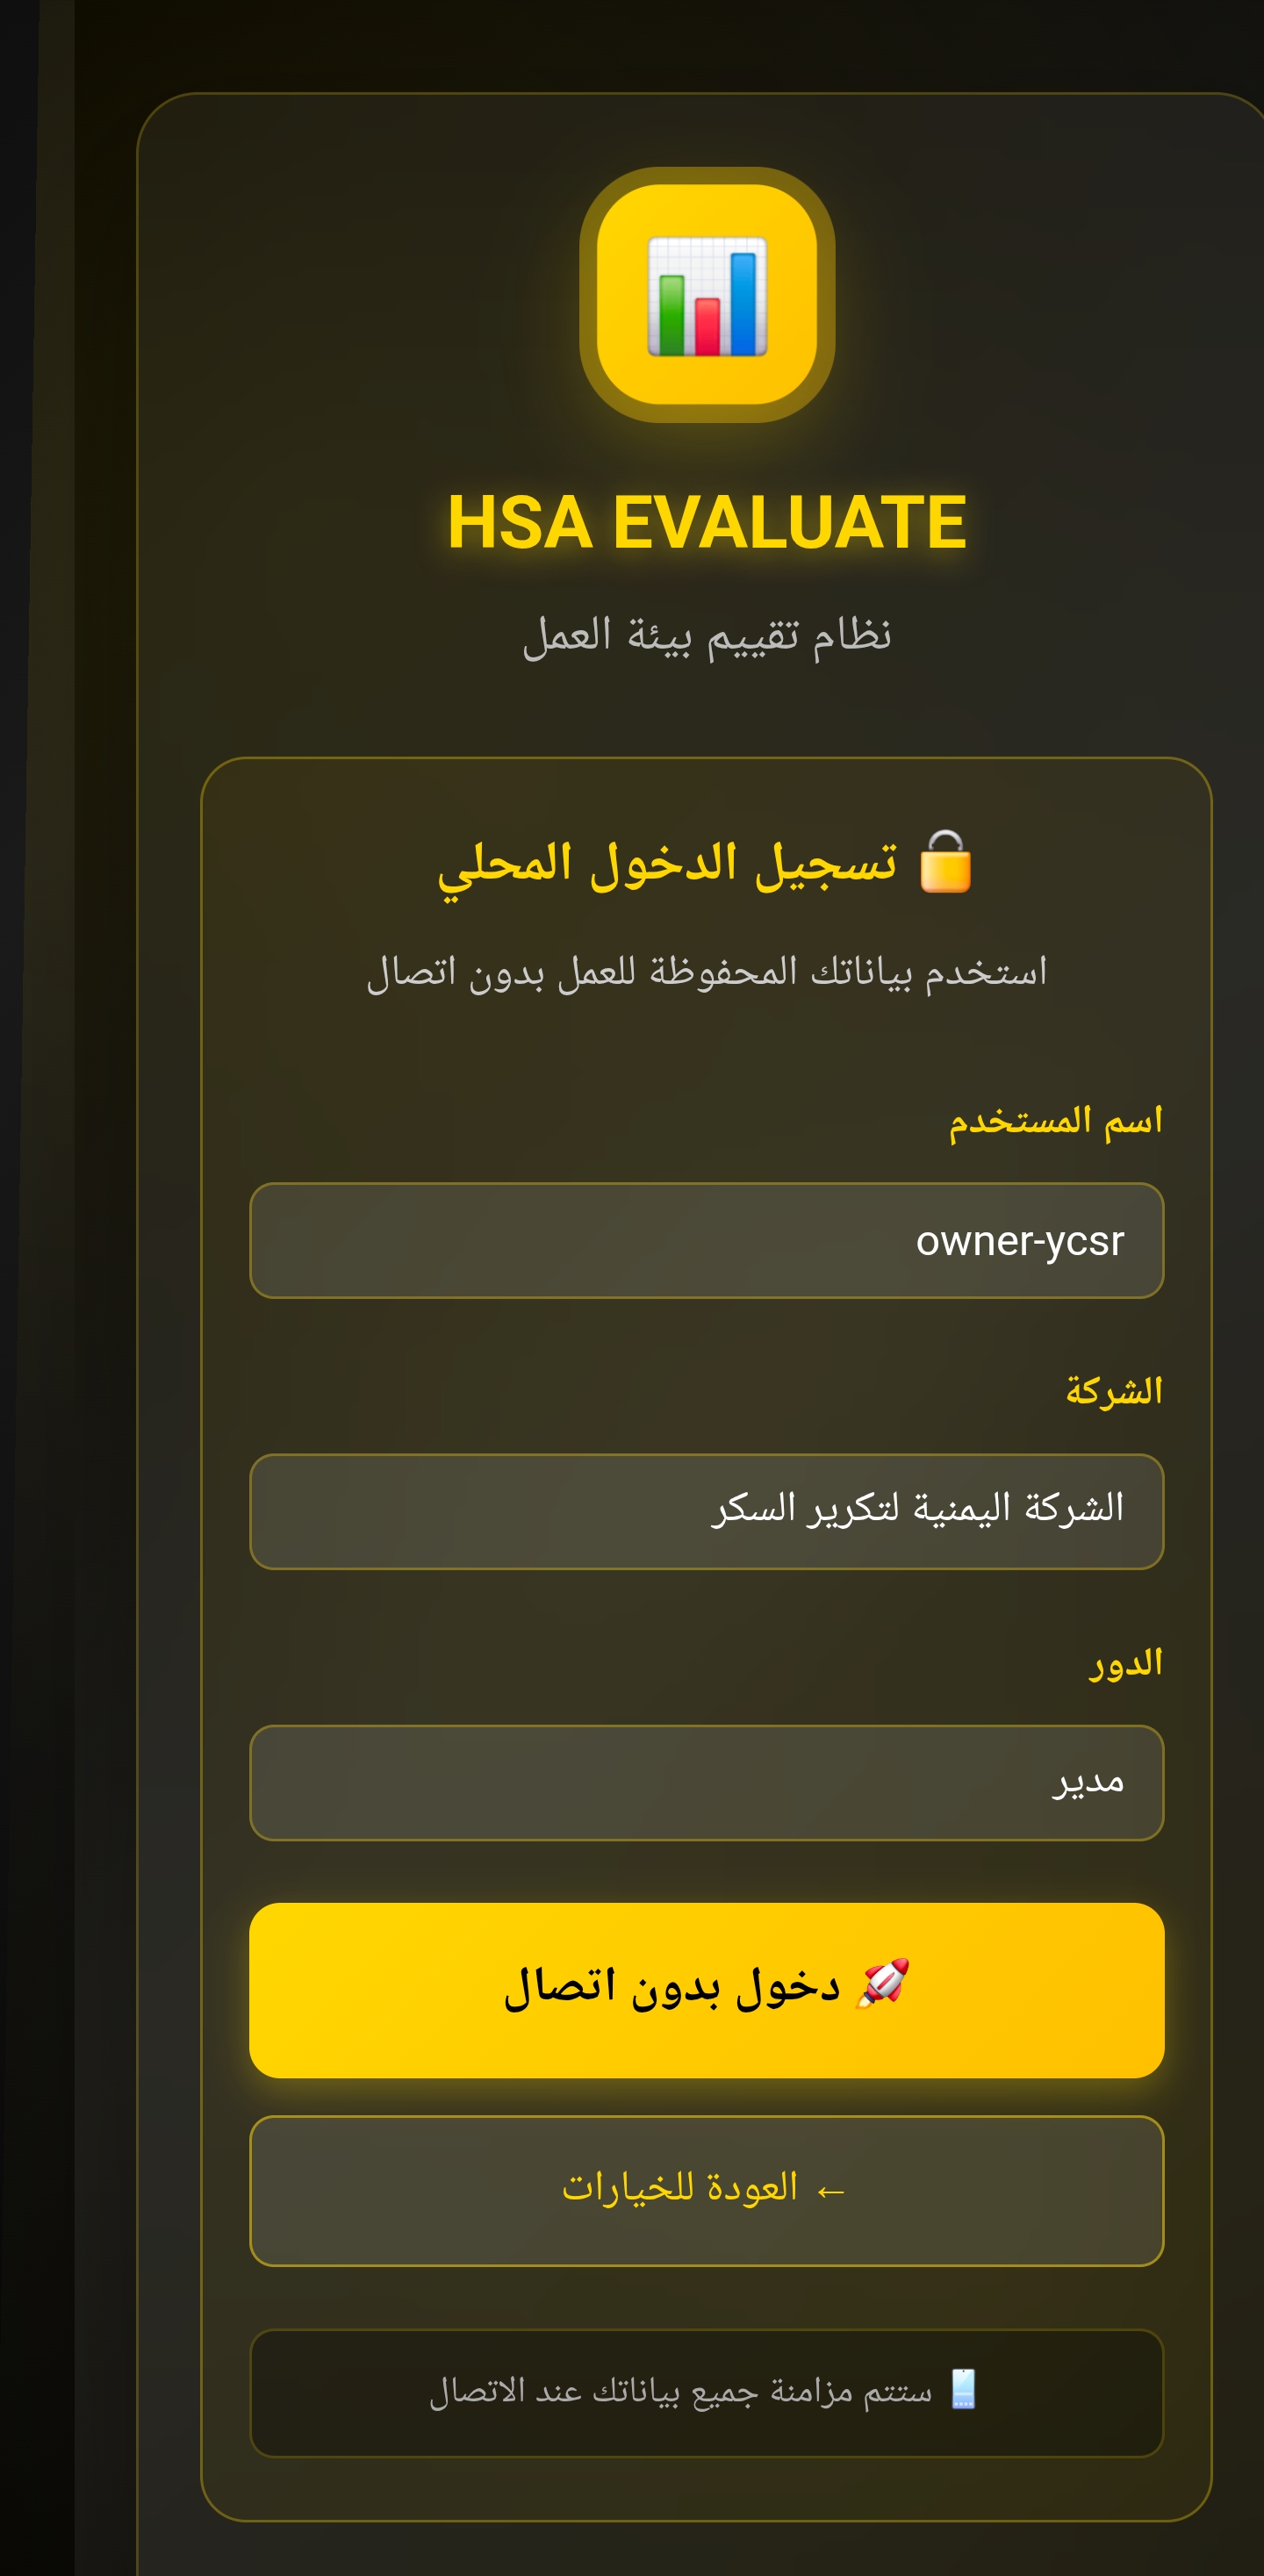 HSA EVALUATE
نظام تقييم بيئة العمل
🔒 تسجيل الدخول المحلي
استخدم بياناتك المحفوظة للعمل بدون اتصال
اسم المستخدم
owner-ycsr
الشركة
الشركة اليمنية لتكرير السكر
الدور
مدير
🚀 دخول بدون اتصال
← العودة للخيارات
📱 ستتم مزامنة جميع بياناتك عند الاتصال